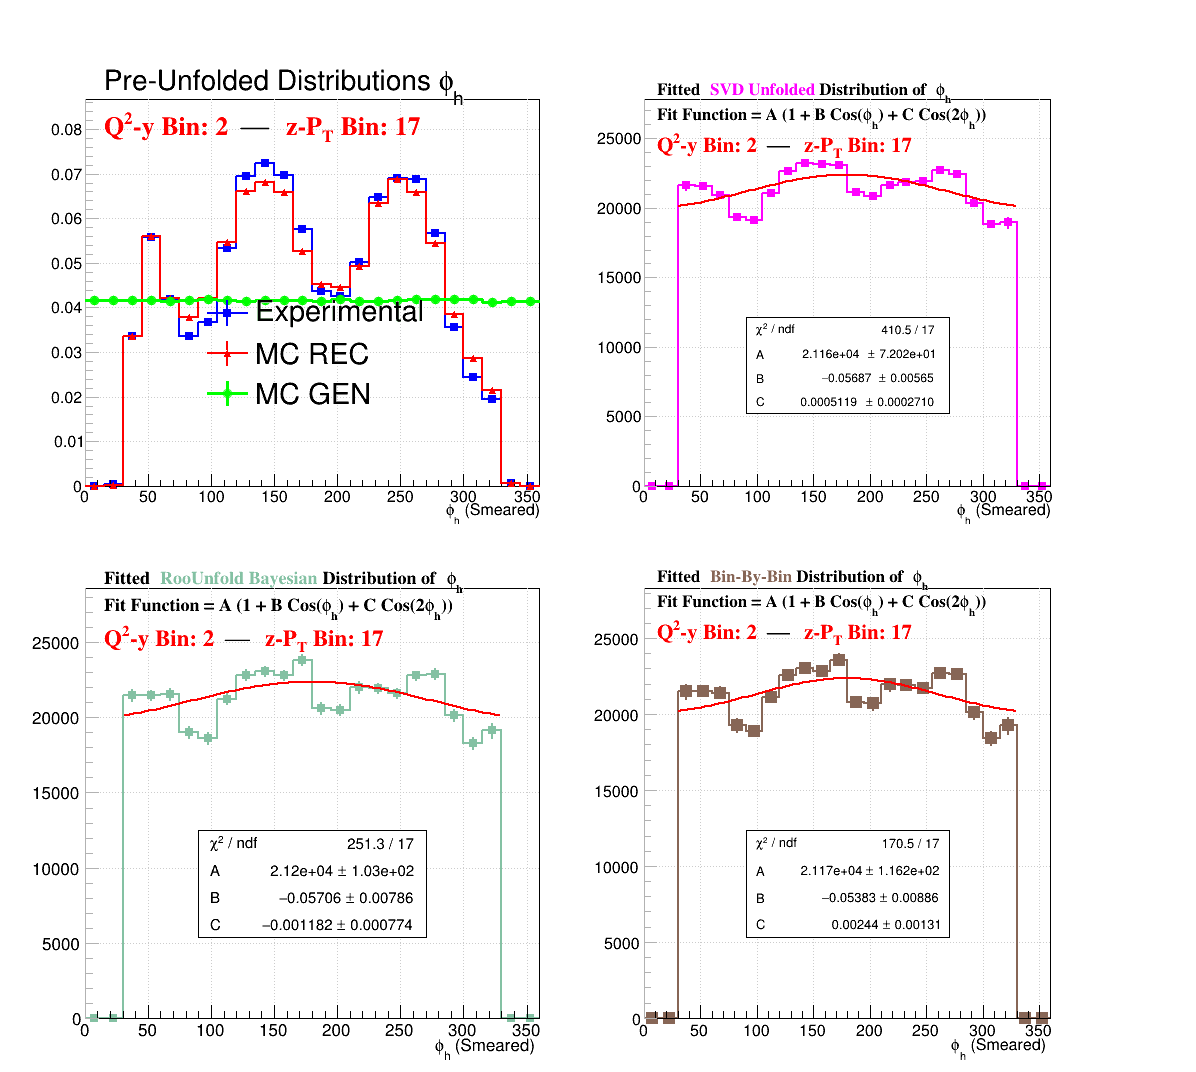 Pre-Unfolded Distributions ϕh
Q²-y Bin: 2 — z-PT Bin: 17
0.08
0.07
0.06
0.05
0.04
0.03
0.02
0.01
0
Experimental
MC REC
MC GEN
0 50 100 150 200 250 300 350
ϕh (Smeared)
Fitted SVD Unfolded Distribution of ϕh
Fit Function = A (1 + B Cos(ϕh) + C Cos(2ϕh))
Q²-y Bin: 2 — z-PT Bin: 17
25000
20000
15000
10000
5000
0
χ² / ndf 410.5 / 17
A 2.116e+04 ± 7.202e+01
B −0.05687 ± 0.00565
C 0.0005119 ± 0.0002710
0 50 100 150 200 250 300 350
ϕh (Smeared)
Fitted RooUnfold Bayesian Distribution of ϕh
Fit Function = A (1 + B Cos(ϕh) + C Cos(2ϕh))
Q²-y Bin: 2 — z-PT Bin: 17
25000
20000
15000
10000
5000
0
χ² / ndf 251.3 / 17
A 2.12e+04 ± 1.03e+02
B −0.05706 ± 0.00786
C −0.001182 ± 0.000774
0 50 100 150 200 250 300 350
ϕh (Smeared)
Fitted Bin-By-Bin Distribution of ϕh
Fit Function = A (1 + B Cos(ϕh) + C Cos(2ϕh))
Q²-y Bin: 2 — z-PT Bin: 17
25000
20000
15000
10000
5000
0
χ² / ndf 170.5 / 17
A 2.117e+04 ± 1.162e+02
B −0.05383 ± 0.00886
C 0.00244 ± 0.00131
0 50 100 150 200 250 300 350
ϕh (Smeared)